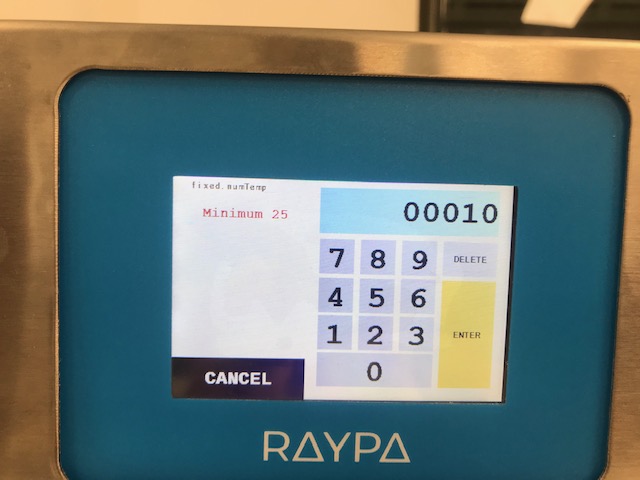 fixed.numTemp
Minimum 25
00010
7 8 9 DELETE
4 5 6
1 2 3 ENTER
0
CANCEL
RAYPA